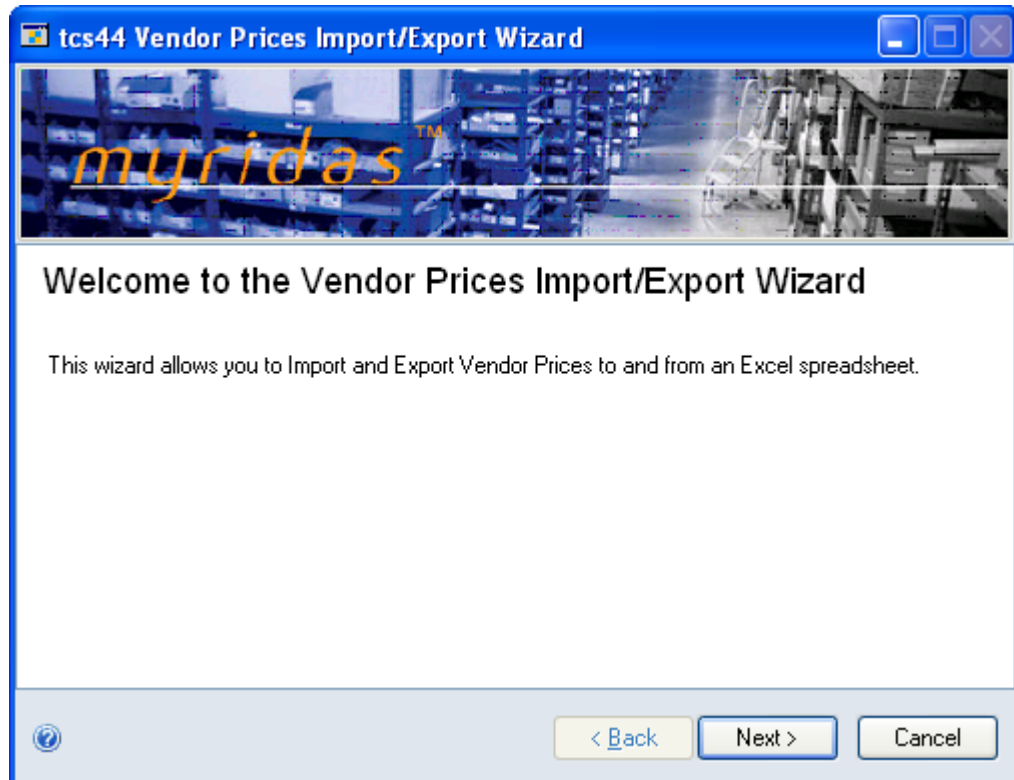 tcs44 Vendor Prices Import/Export Wizard
myridas™
Welcome to the Vendor Prices Import/Export Wizard
This wizard allows you to Import and Export Vendor Prices to and from an Excel spreadsheet.
? < Back Next > Cancel